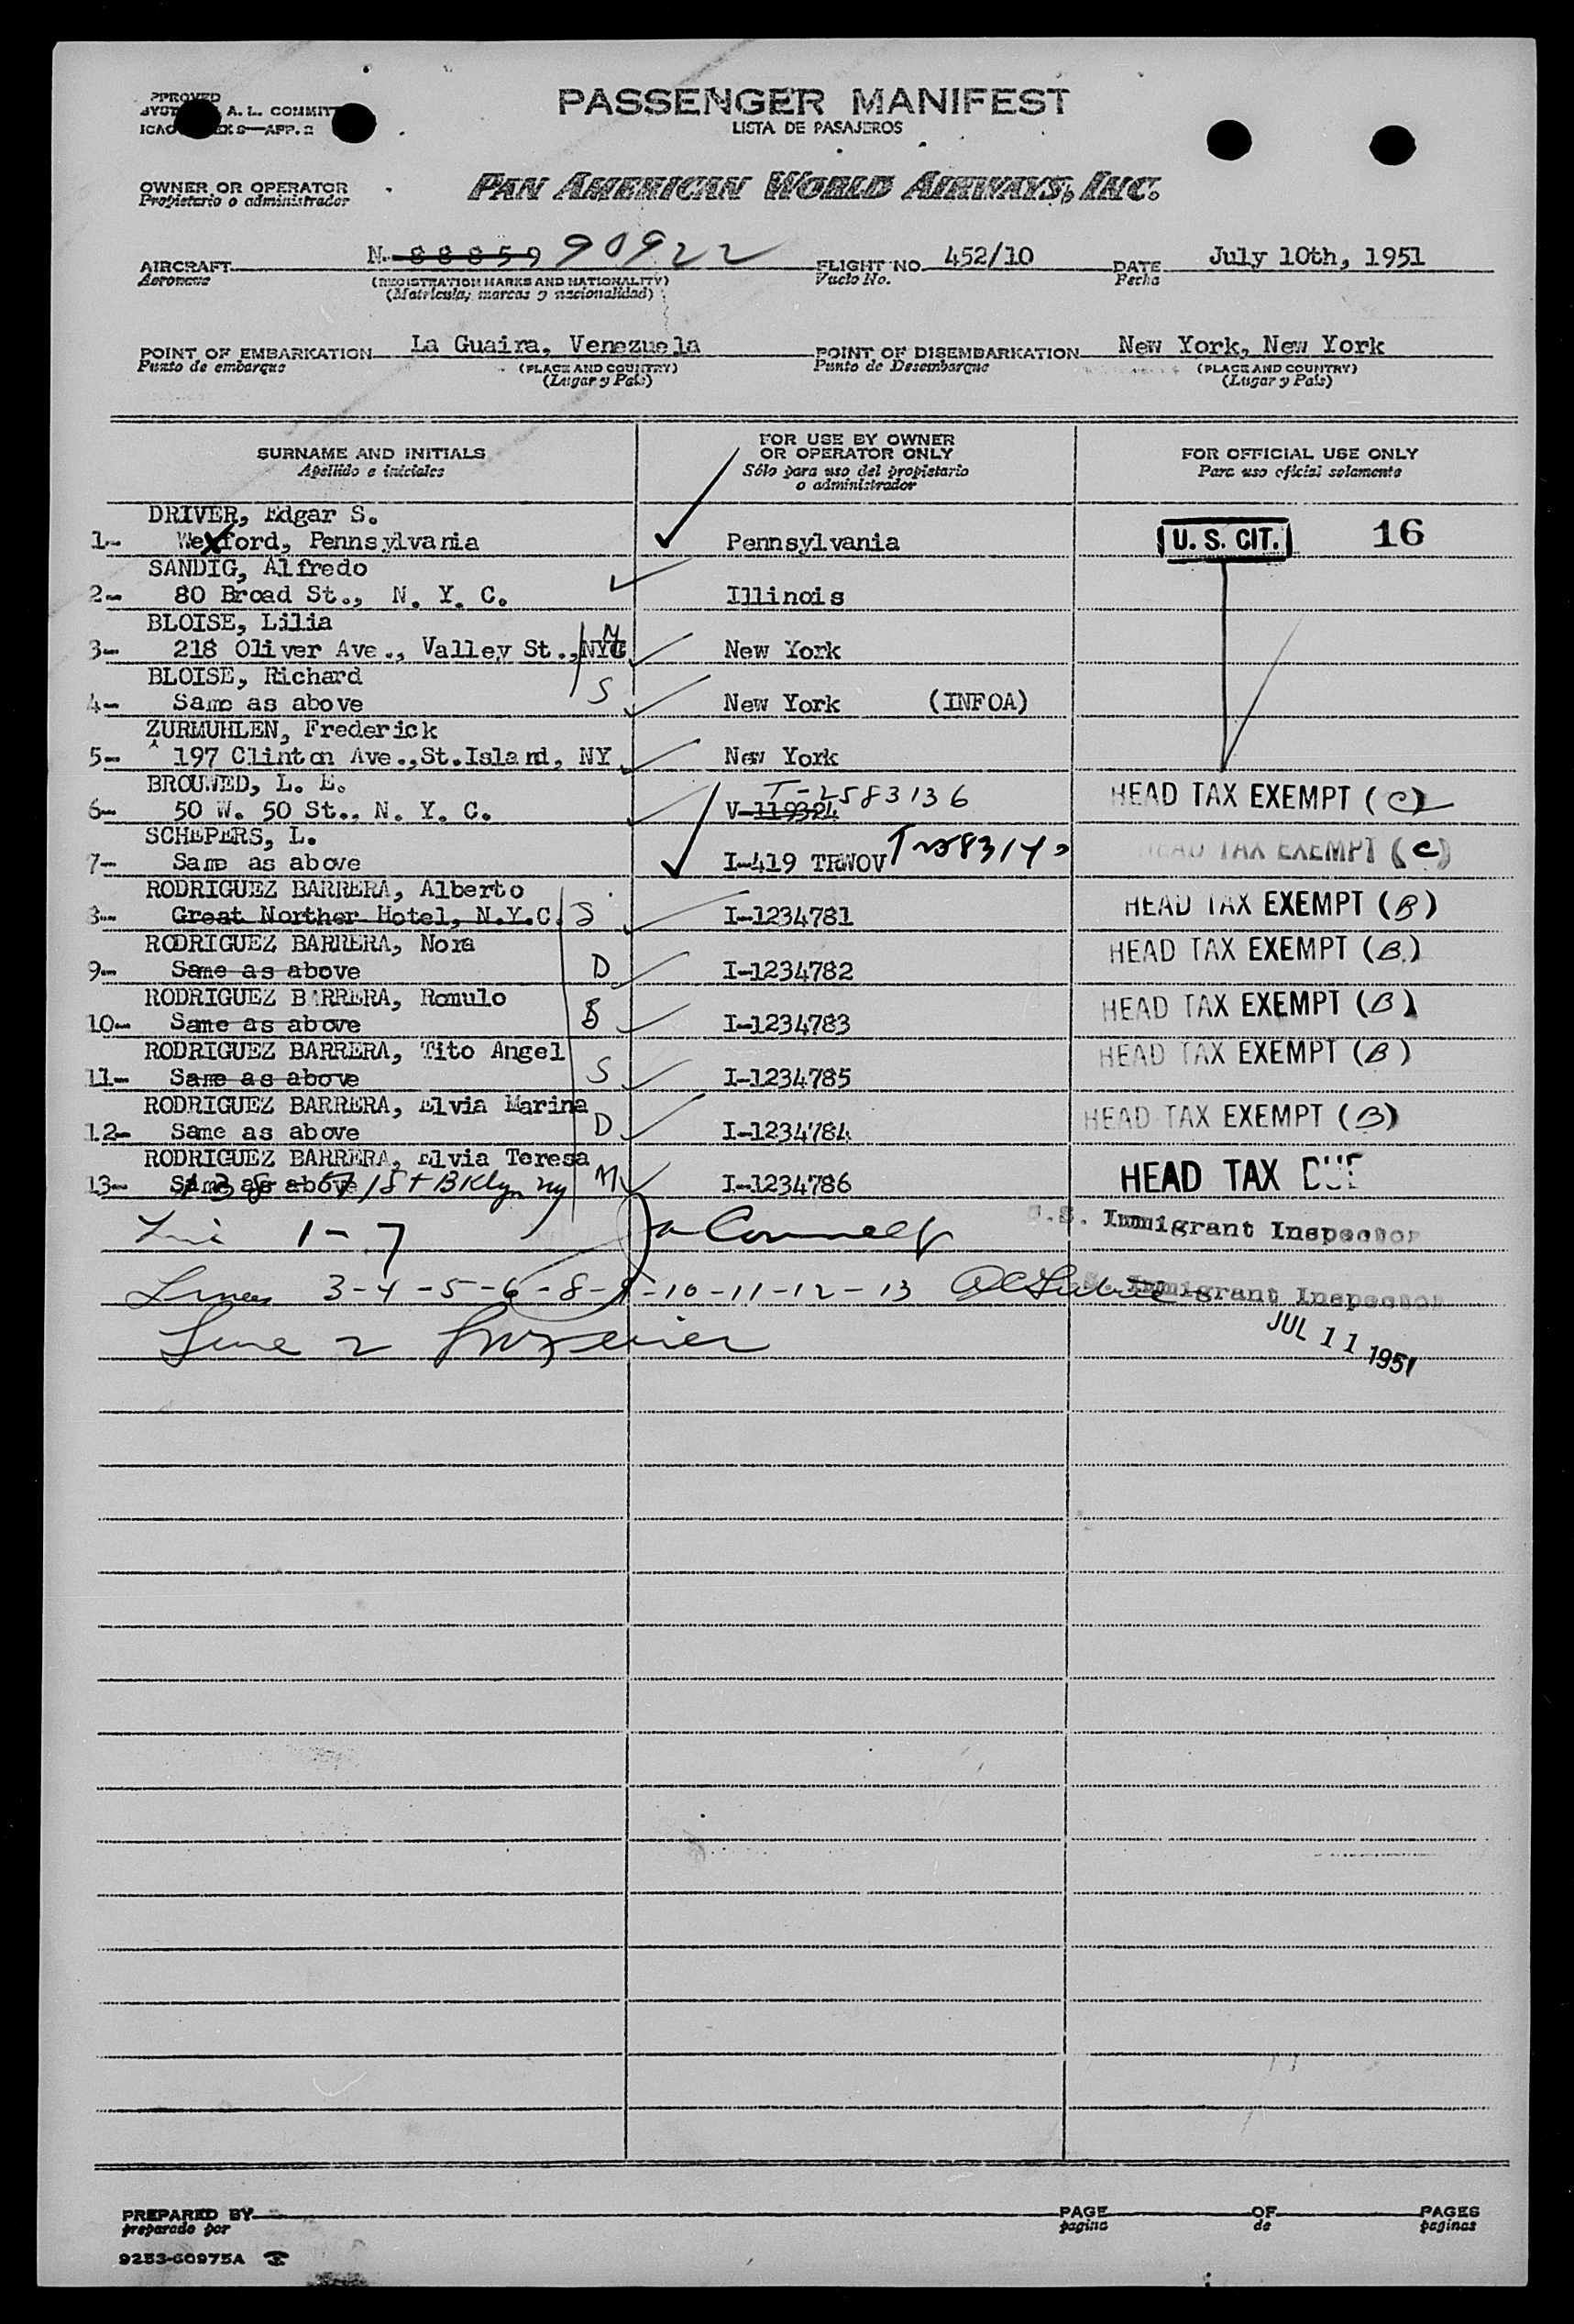 PPROVED
A. L. COMMIT
ICAO S—APP. 2
PASSENGER MANIFEST
LISTA DE PASAJEROS
OWNER OR OPERATOR
Propietario o administrador
PAN AMERICAN WORLD AIRWAYS, INC.
AIRCRAFT N-88859 90922 FLIGHT NO. 452/10 DATE July 10th, 1951
Aeronave (REGISTRATION MARKS AND NATIONALITY) Vuelo No. Fecha
(Matricula, marcas y nacionalidad)
POINT OF EMBARKATION La Guaira, Venezuela POINT OF DISEMBARKATION New York, New York
Punto de embarque (PLACE AND COUNTRY) Punto de Desembarque (PLACE AND COUNTRY)
(Lugar y País) (Lugar y País)
SURNAME AND INITIALS FOR USE BY OWNER OR OPERATOR ONLY FOR OFFICIAL USE ONLY
Apellido e iniciales Sólo para uso del propietario o administrador Para uso oficial solamente
DRIVER, Edgar S.
1- Wexford, Pennsylvania Pennsylvania U. S. CIT. 16
SANDIG, Alfredo
2- 80 Broad St., N. Y. C. Illinois
BLOISE, Lilia
3- 218 Oliver Ave., Valley St., NYC M New York
BLOISE, Richard
4- Same as above S New York (INFOA)
ZURMUHLEN, Frederick
5- 197 Clinton Ave., St. Island, NY New York
BROUWED, L. E. T-2583136
6- 50 W. 50 St., N. Y. C. V-119324 HEAD TAX EXEMPT (C)
SCHEPERS, L.
7- Same as above I-419 TRWOV HEAD TAX EXEMPT (C)
RODRIGUEZ BARRERA, Alberto
8- Great Norther Hotel, N.Y.C. S I-1234781 HEAD TAX EXEMPT (B)
RODRIGUEZ BARRERA, Nora
9- Same as above D I-1234782 HEAD TAX EXEMPT (B)
RODRIGUEZ BARRERA, Romulo
10- Same as above S I-1234783 HEAD TAX EXEMPT (B)
RODRIGUEZ BARRERA, Tito Angel
11- Same as above S I-1234785 HEAD TAX EXEMPT (B)
RODRIGUEZ BARRERA, Elvia Marina
12- Same as above D I-1234784 HEAD TAX EXEMPT (B)
RODRIGUEZ BARRERA, Elvia Teresa
13- Same as above St Bklyn ny M I-1234786 HEAD TAX DUE
1-7 U.S. Immigrant Inspector
Lines 3-4-5-6-8-9-10-11-12-13 U.S. Immigrant Inspector
Line 2
JUL 11 1951
PREPARED BY PAGE OF PAGES
preparado por pagina de paginas
9253-60975A